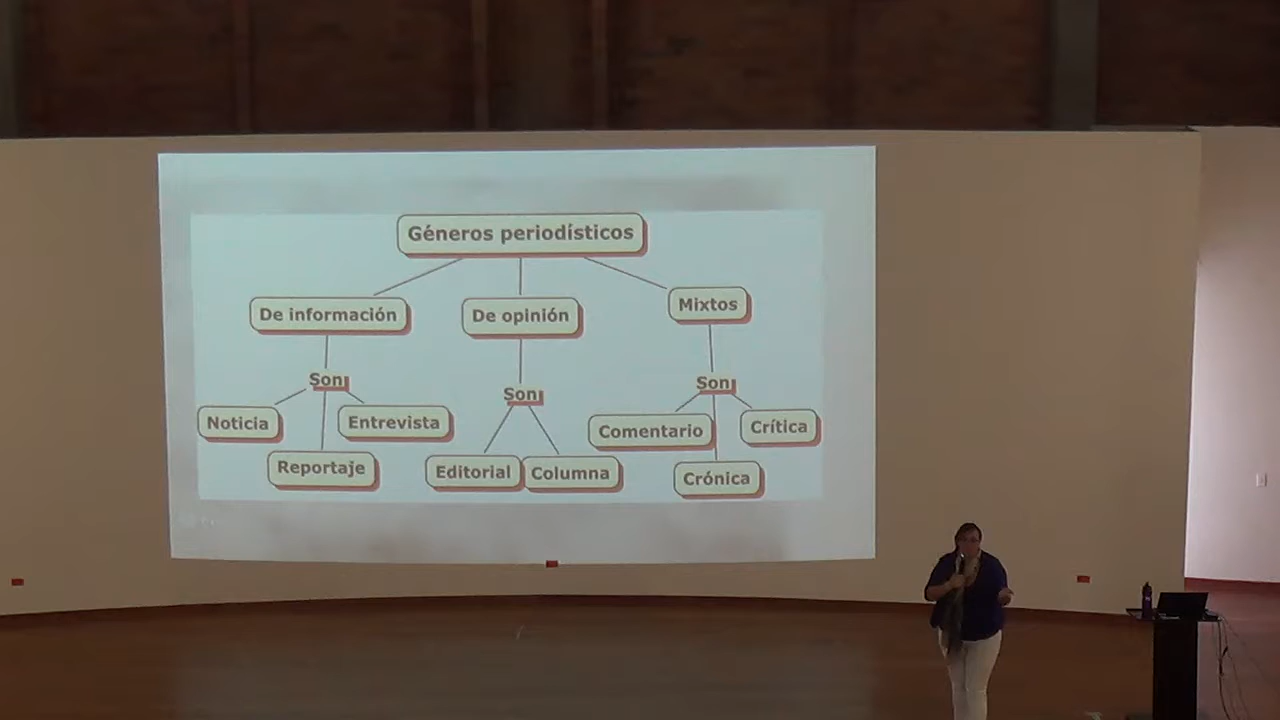 Géneros periodísticos
De información
De opinión
Mixtos
Son
Son
Son
Noticia
Entrevista
Reportaje
Editorial
Columna
Comentario
Crítica
Crónica